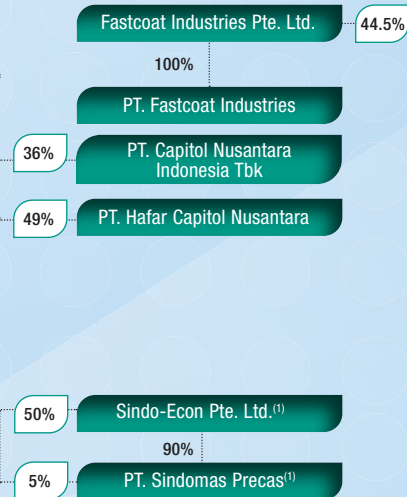 Fastcoat Industries Pte. Ltd.
44.5%
100%
PT. Fastcoat Industries
36%
PT. Capitol Nusantara
Indonesia Tbk
49%
PT. Hafar Capitol Nusantara
50%
Sindo-Econ Pte. Ltd.(1)
90%
5%
PT. Sindomas Precas(1)